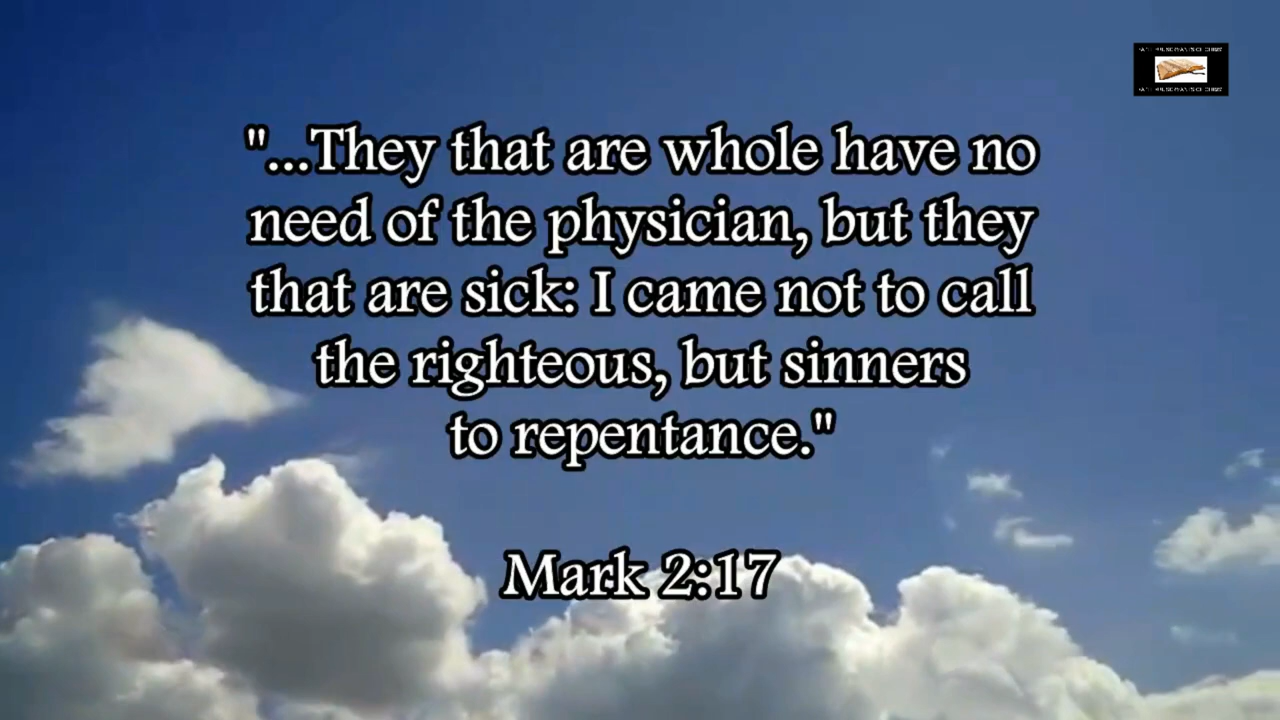 "...They that are whole have no
need of the physician, but they
that are sick: I came not to call
the righteous, but sinners
to repentance."
Mark 2:17